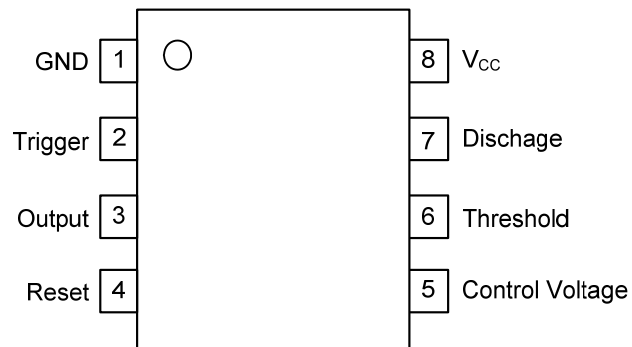 GND 1 8 VCC
Trigger 2 7 Dischage
Output 3 6 Threshold
Reset 4 5 Control Voltage